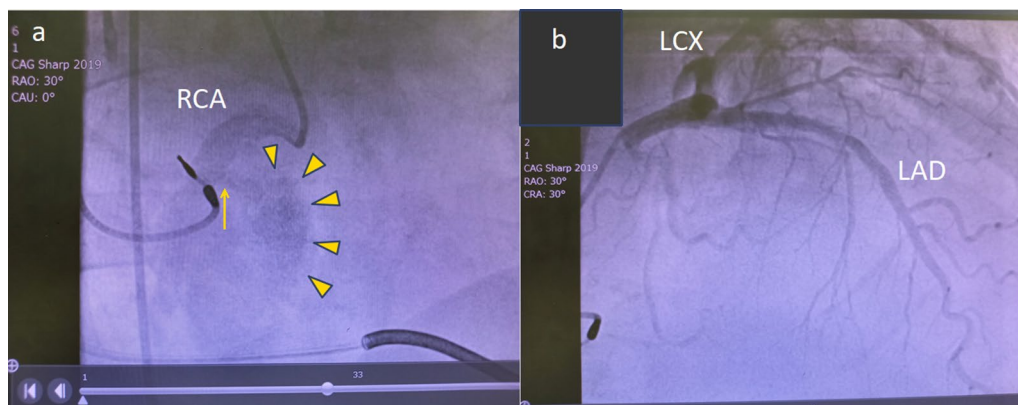 a
6
1
CAG Sharp 2019
RAO: 30°
CAU: 0°
RCA
1
33
b
LCX
2
1
CAG Sharp 2019
RAO: 30°
CRA: 30°
LAD